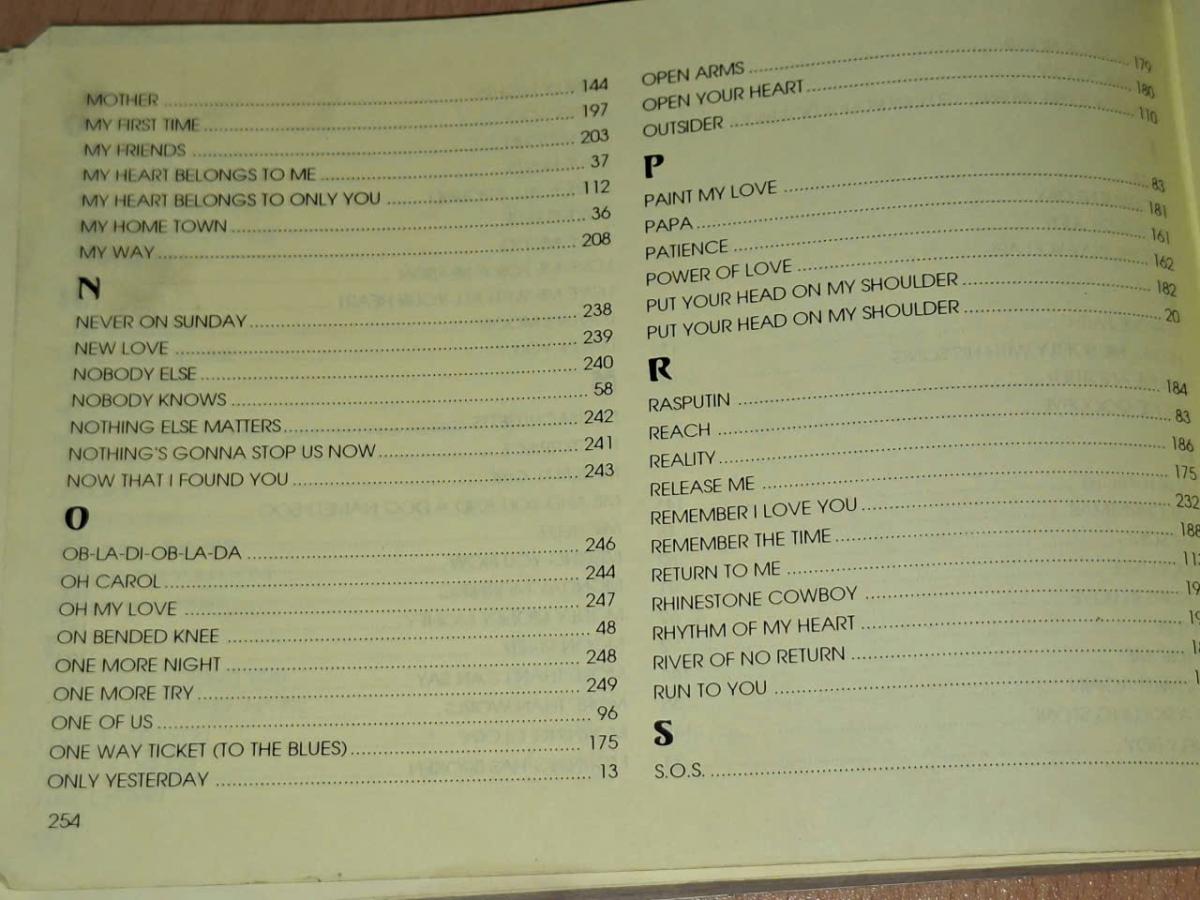 MOTHER 144
MY FIRST TIME 197
MY FRIENDS 203
MY HEART BELONGS TO ME 37
MY HEART BELONGS TO ONLY YOU 112
MY HOME TOWN 36
MY WAY 208
N
NEVER ON SUNDAY 238
NEW LOVE 239
NOBODY ELSE 240
NOBODY KNOWS 58
NOTHING ELSE MATTERS 242
NOTHING'S GONNA STOP US NOW 241
NOW THAT I FOUND YOU 243
O
OB-LA-DI-OB-LA-DA 246
OH CAROL 244
OH MY LOVE 247
ON BENDED KNEE 48
ONE MORE NIGHT 248
ONE MORE TRY 249
ONE OF US 96
ONE WAY TICKET (TO THE BLUES) 175
ONLY YESTERDAY 13
254
OPEN ARMS 179
OPEN YOUR HEART 180
OUTSIDER 110
P
PAINT MY LOVE 83
PAPA 181
PATIENCE 161
POWER OF LOVE 162
PUT YOUR HEAD ON MY SHOULDER 182
PUT YOUR HEAD ON MY SHOULDER 20
R
RASPUTIN 184
REACH 83
REALITY 186
RELEASE ME 175
REMEMBER I LOVE YOU 232
REMEMBER THE TIME 188
RETURN TO ME
RHINESTONE COWBOY
RHYTHM OF MY HEART
RIVER OF NO RETURN
RUN TO YOU
S
S.O.S.